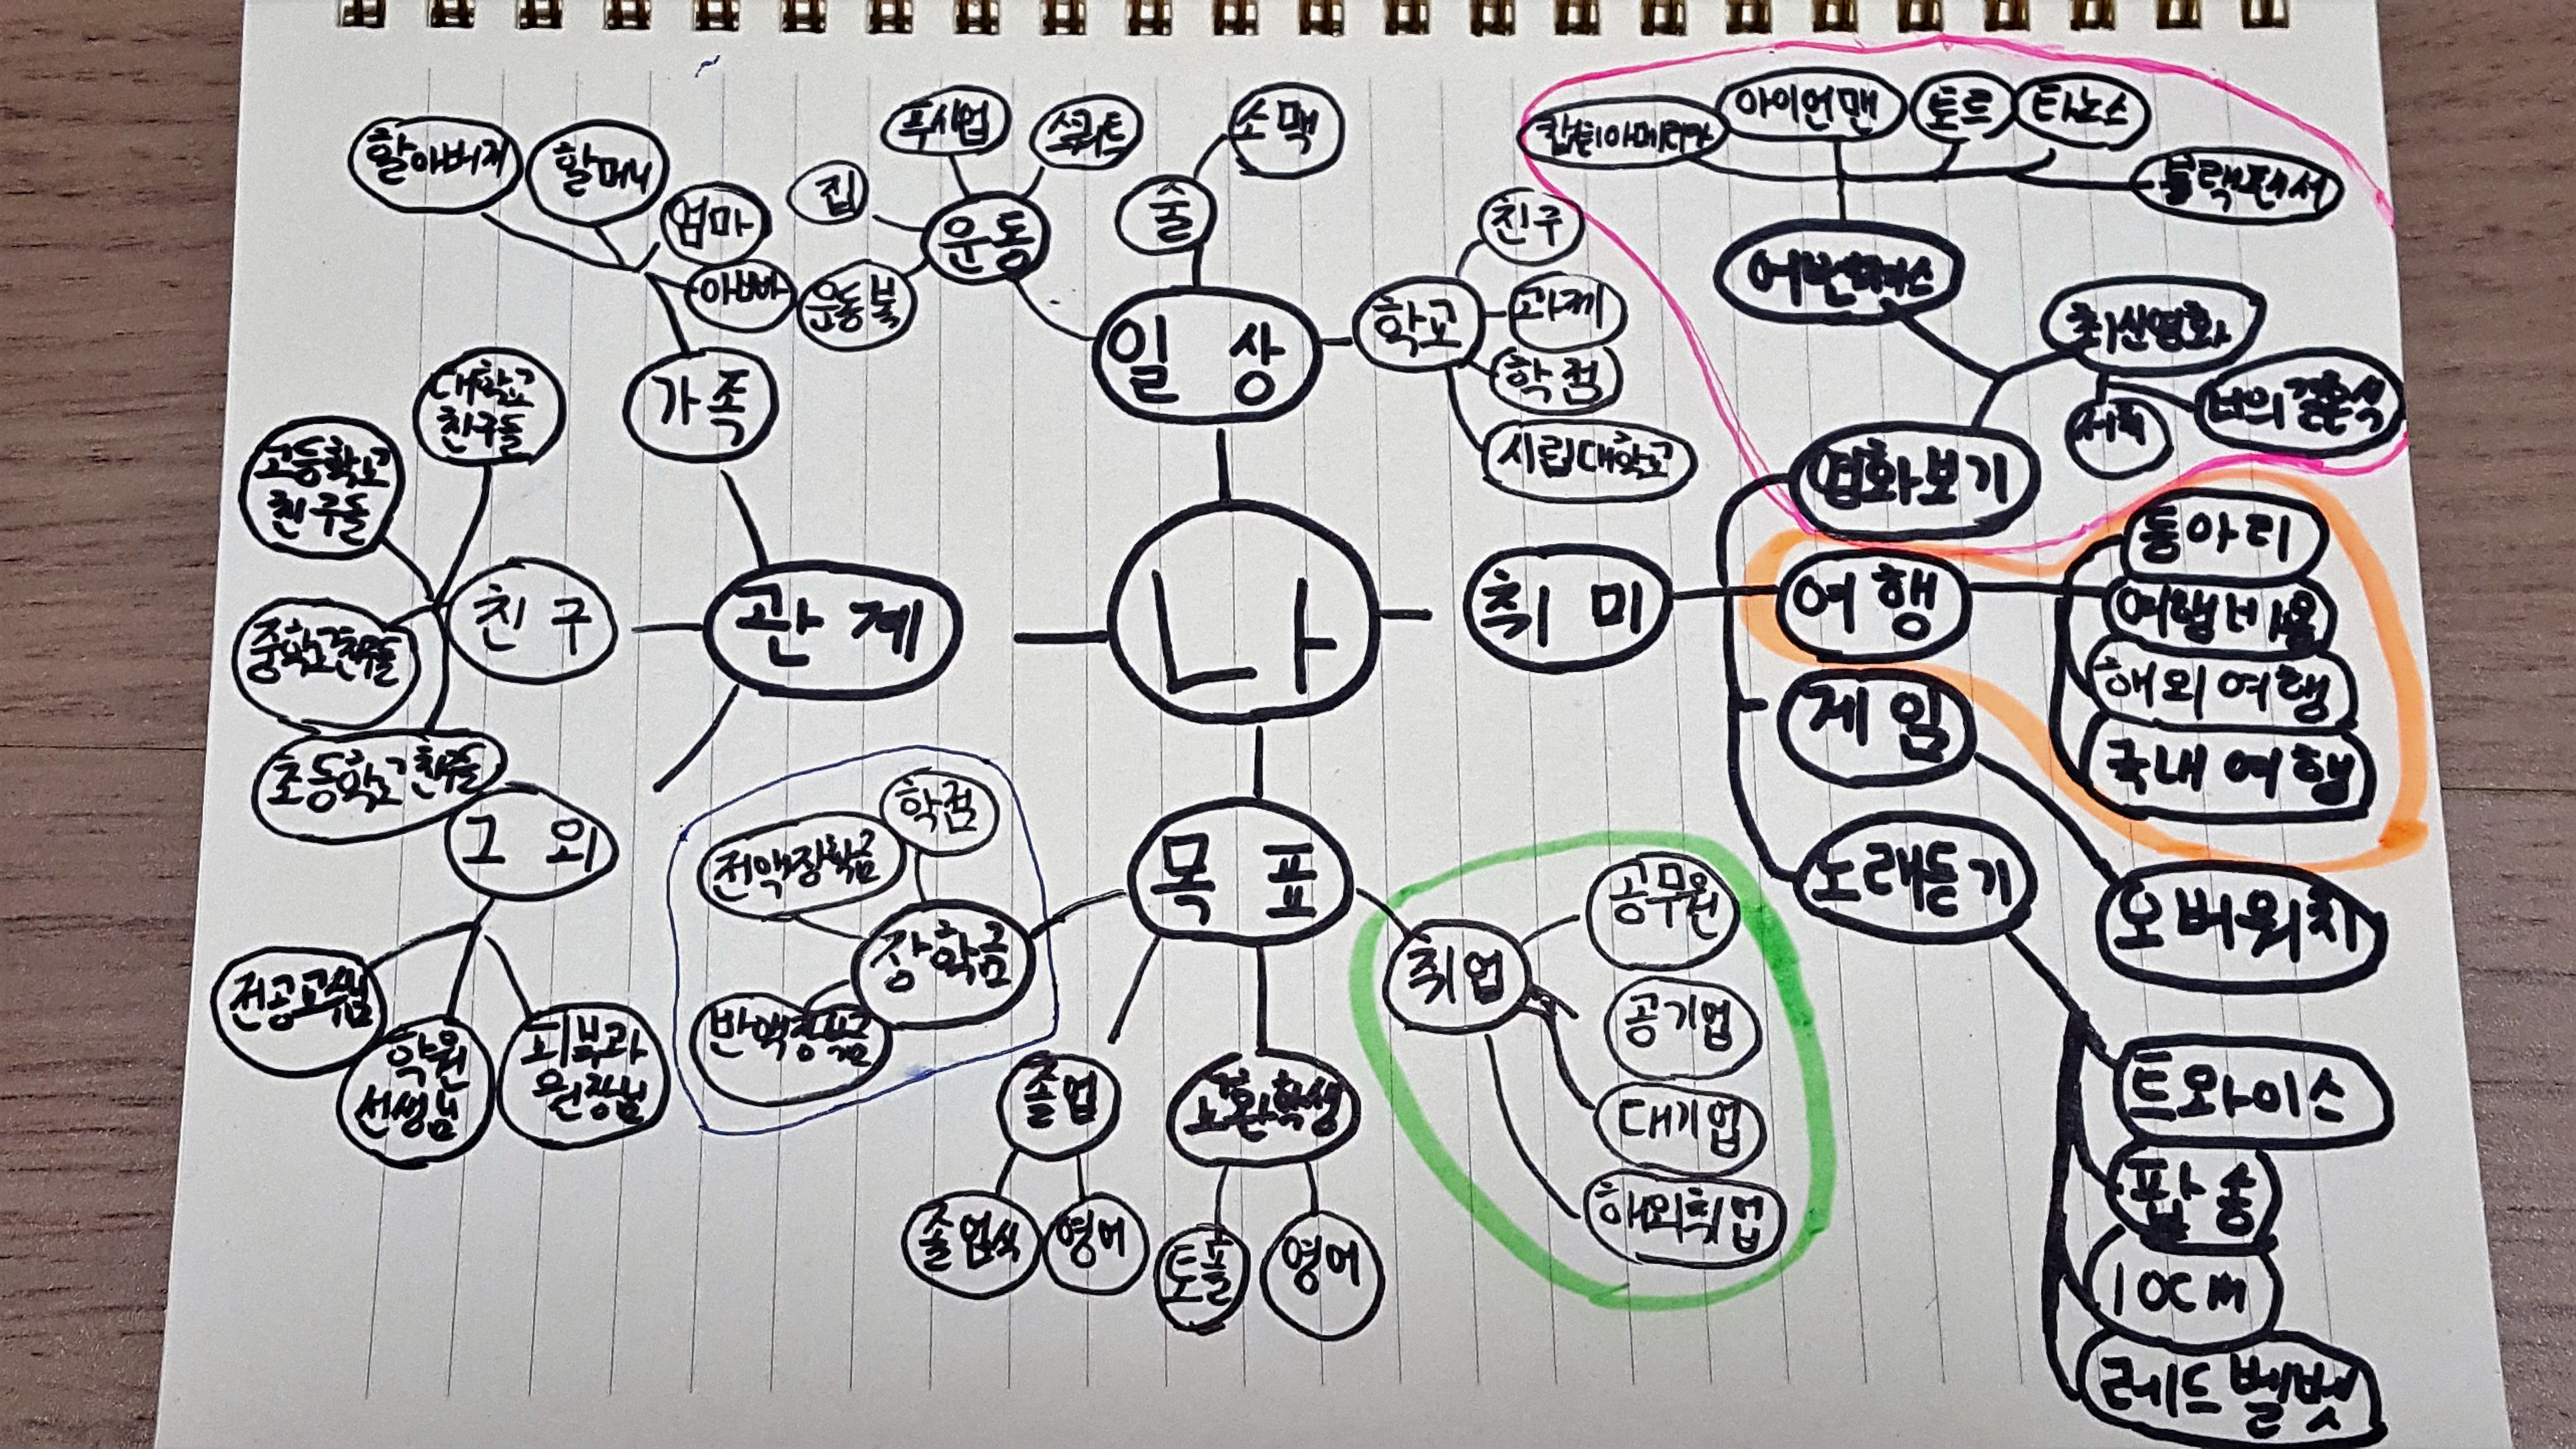 할아버지
할머니
엄마
아빠
가족
집
푸시업
스쿼트
운동
운동북
술
소맥
일상
친구
학교
과제
학점
시립대학교
캡틴아메리카
아이언맨
토르
타노스
블랙팬서
어벤져스
최신영화
너의 결혼식
서치
영화보기
대학교
친구들
고등학교
친구들
중학교친구들
초등학교 친구들
친구
관계
나
취미
여행
동아리
여행비용
해외여행
국내여행
게임
오버워치
노래듣기
트와이스
팝송
10cm
레드벨벳
그 외
전공교수님
학원
선생님
피부과
원장님
학점
전액장학금
장학금
반액장학금
목표
졸업
졸업식
영어
교환학생
토플
영어
취업
공무원
공기업
대기업
해외취업